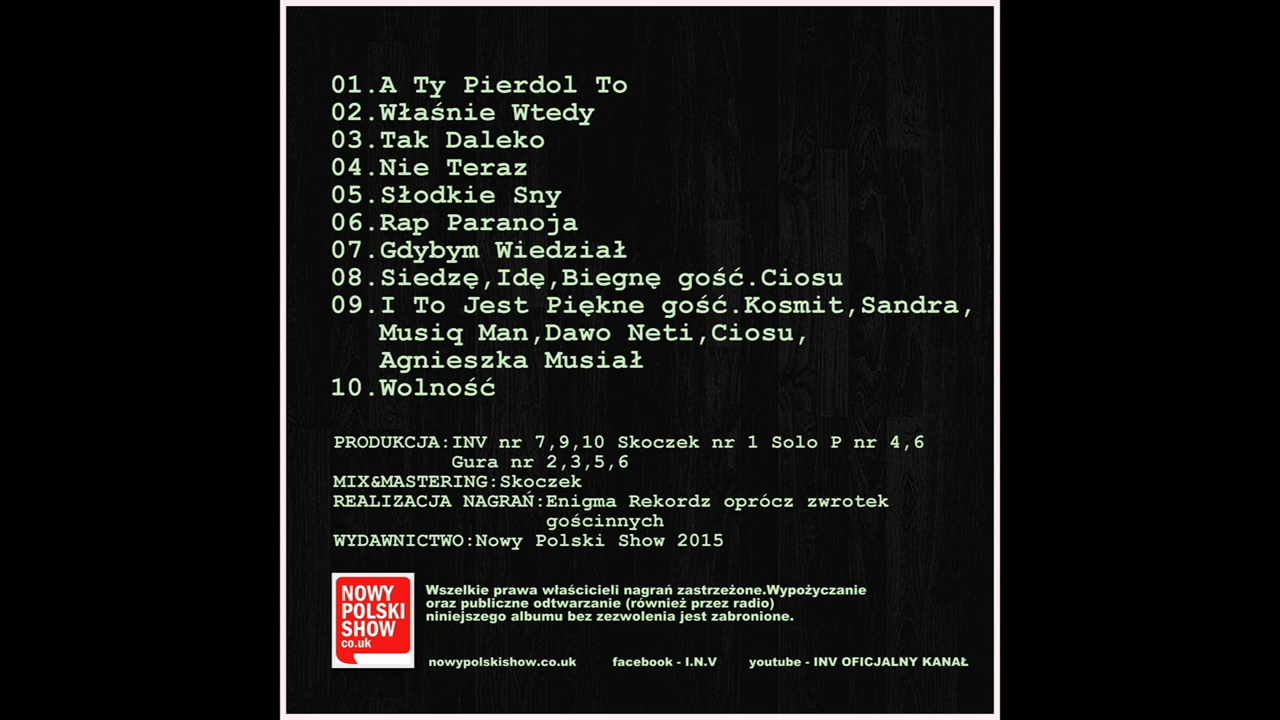 01.A Ty Pierdol To
02.Właśnie Wtedy
03.Tak Daleko
04.Nie Teraz
05.Słodkie Sny
06.Rap Paranoja
07.Gdybym Wiedział
08.Siedzę,Idę,Biegnę gość.Ciosu
09.I To Jest Piękne gość.Kosmit,Sandra,
Musiq Man,Dawo Neti,Ciosu,
Agnieszka Musiał
10.Wolność
PRODUKCJA:INV nr 7,9,10 Skoczek nr 1 Solo P nr 4,6
Gura nr 2,3,5,6
MIX&MASTERING:Skoczek
REALIZACJA NAGRAŃ:Enigma Rekordz oprócz zwrotek
gościnnych
WYDAWNICTWO:Nowy Polski Show 2015
NOWY
POLSKI
SHOW
co.uk
Wszelkie prawa właścicieli nagrań zastrzeżone.Wypożyczanie
oraz publiczne odtwarzanie (również przez radio)
niniejszego albumu bez zezwolenia jest zabronione.
nowypolskishow.co.uk facebook - I.N.V youtube - INV OFICJALNY KANAŁ